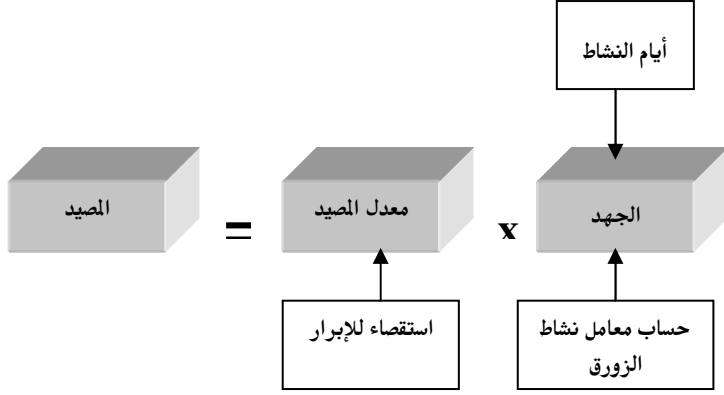 أيام النشاط
المصيد
=
معدل المصيد
x
الجهد
استقصاء للإبرار
حساب معامل نشاط
الزورق